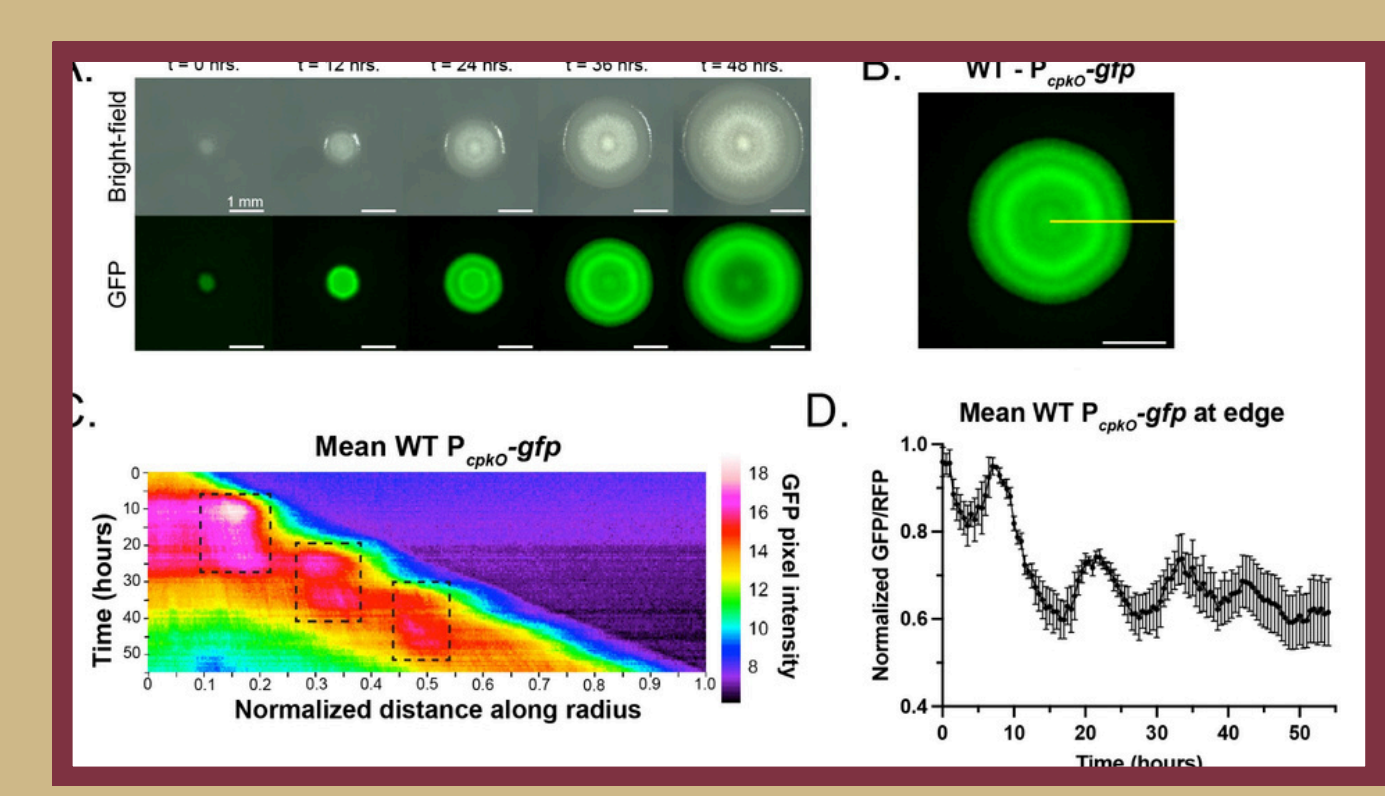 A.
t = 0 hrs. t = 12 hrs. t = 24 hrs. t = 36 hrs. t = 48 hrs.
Bright-field
1 mm
GFP
B.
WT - PcpkO-gfp
C.
Mean WT PcpkO-gfp
Time (hours)
0
10
20
30
40
50
0 0.1 0.2 0.3 0.4 0.5 0.6 0.7 0.8 0.9 1.0
Normalized distance along radius
18
16
14
12
10
8
GFP pixel intensity
D.
Mean WT PcpkO-gfp at edge
Normalized GFP/RFP
1.0
0.8
0.6
0.4
0 10 20 30 40 50
Time (hours)